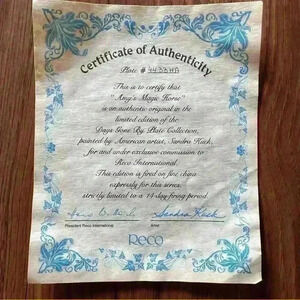 Certificate of Authenticity
Plate #
This is to certify that
"Amy's Magic Horse"
is an authentic original in the
limited edition of the
Days Gone By Plate Collection,
painted by American artist, Sandra Kuck,
for and under exclusive commission to
Reco International.
This edition is fired on fine china
expressly for this series,
strictly limited to a 14-day firing period
Sandra Kuck
President Reco International
Artist
RECO